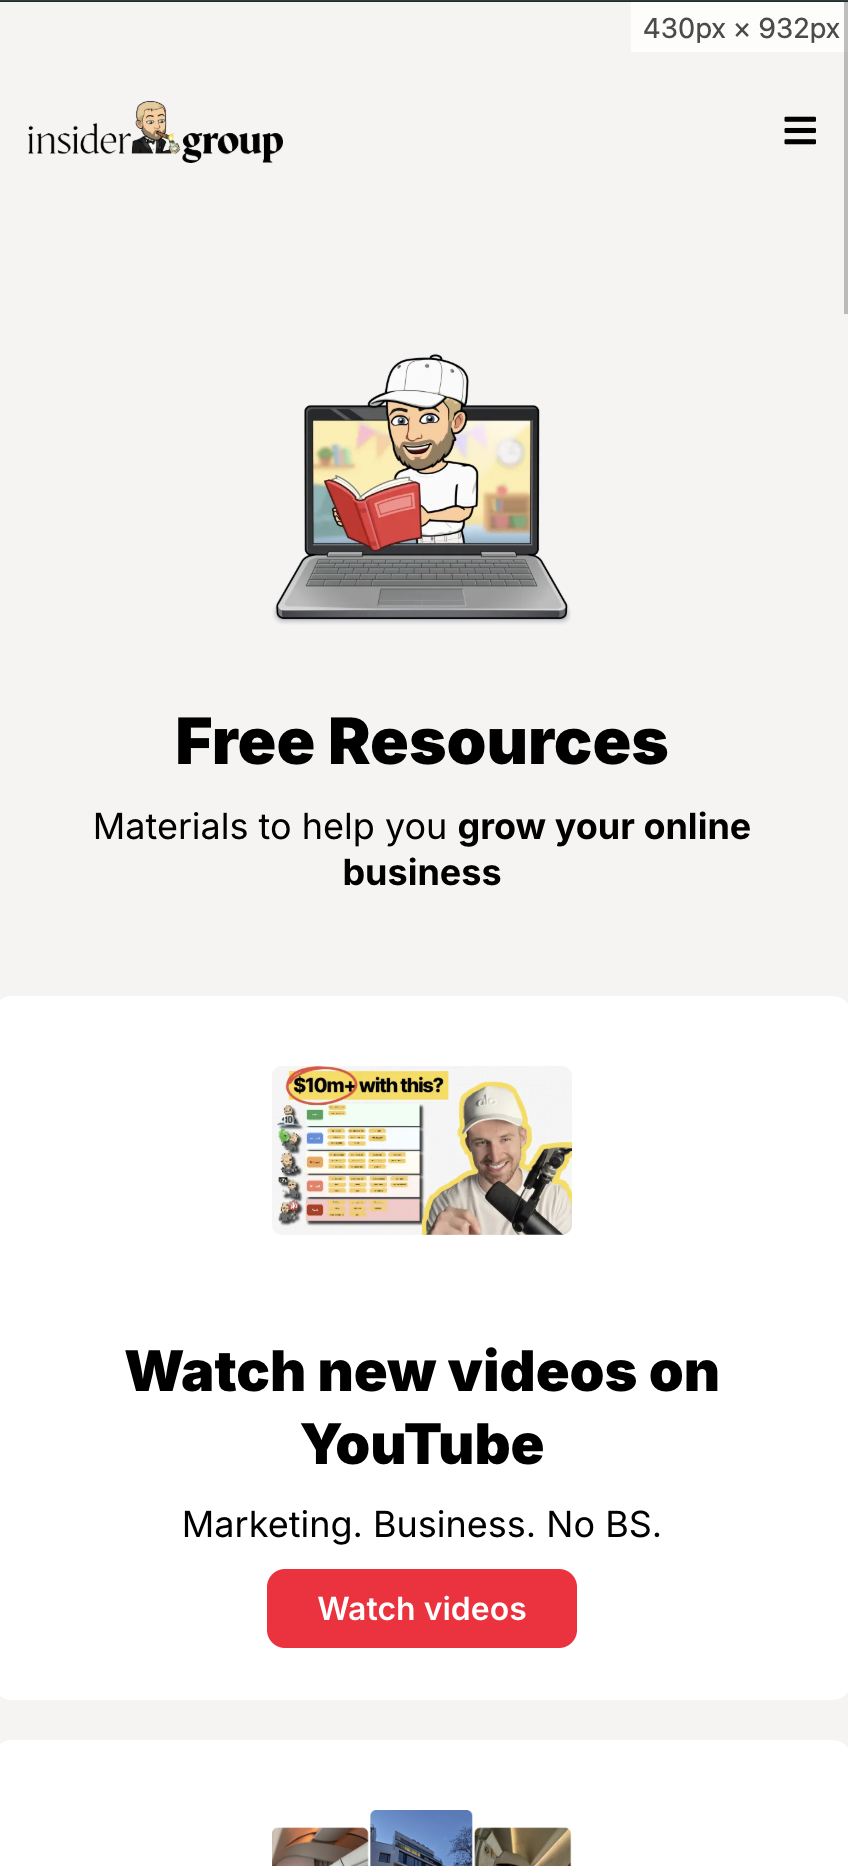 430px × 932px
insider group
Free Resources
Materials to help you grow your online
business
$10m+ with this?
Watch new videos on
YouTube
Marketing. Business. No BS.
Watch videos